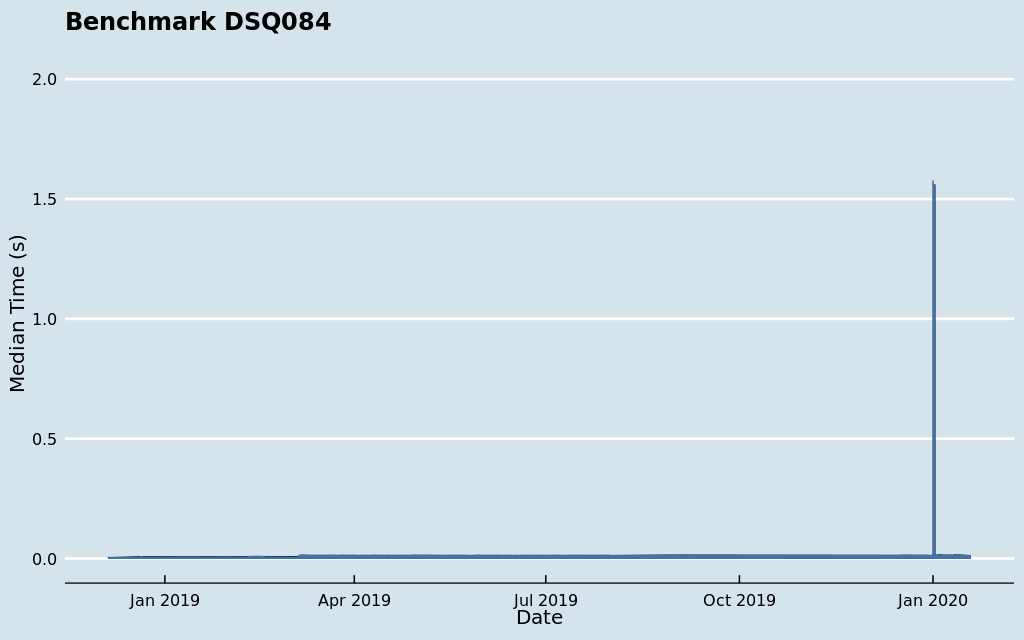 Benchmark DSQ084
Median Time (s)
2.0
1.5
1.0
0.5
0.0
Jan 2019
Apr 2019
Jul 2019
Oct 2019
Jan 2020
Date